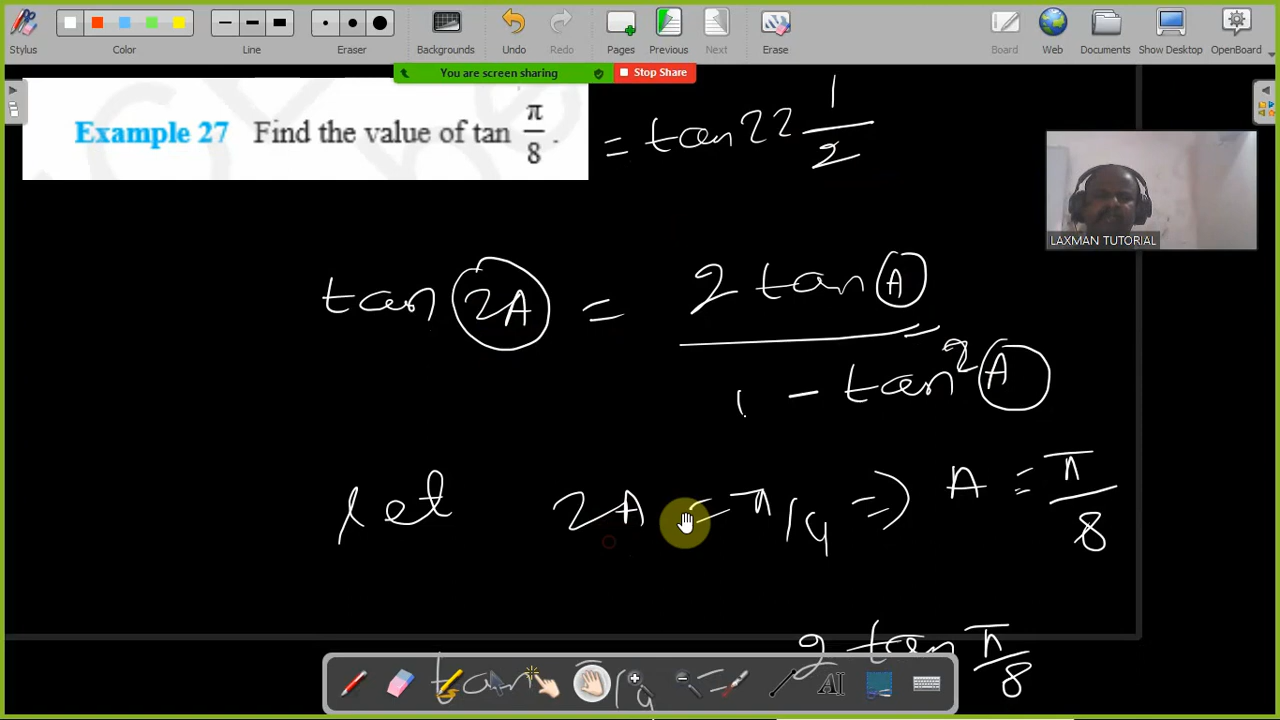 Stylus Color Line Eraser Backgrounds Undo Redo Pages Previous Next Erase Board Web Documents Show Desktop OpenBoard
You are screen sharing Stop Share
Example 27 Find the value of tan π/8 . = tan 22 1/2
LAXMAN TUTORIAL
tan 2A = 2 tan A / 1 - tan² A
let 2A = π/4 => A = π/8
tan π/4 = 2 tan π/8